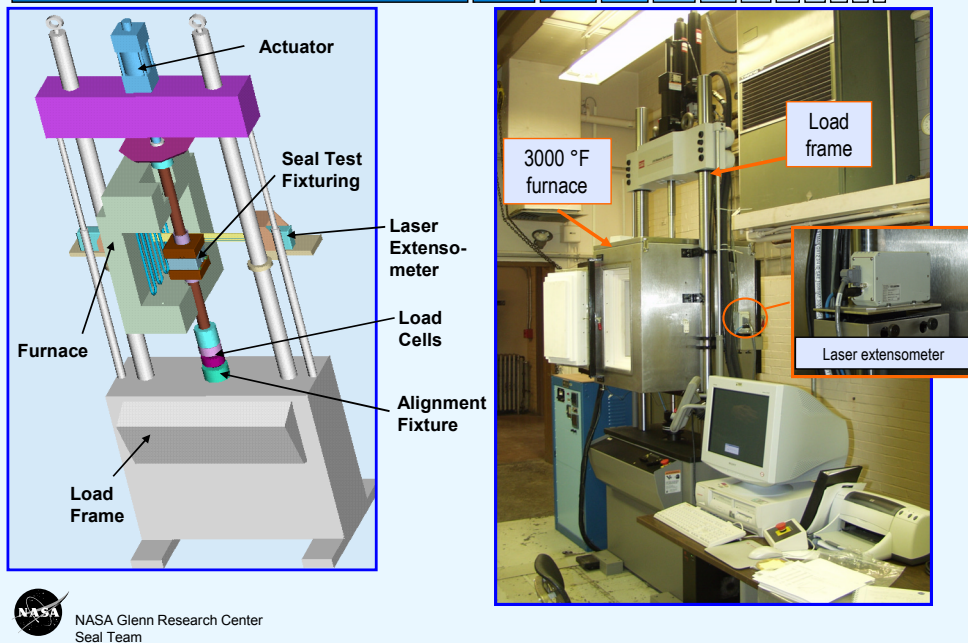 Actuator
Seal Test
Fixturing
Laser
Extenso-
meter
Load
Cells
Furnace
Alignment
Fixture
Load
Frame
3000 °F
furnace
Load
frame
Laser extensometer
NASA
NASA Glenn Research Center
Seal Team